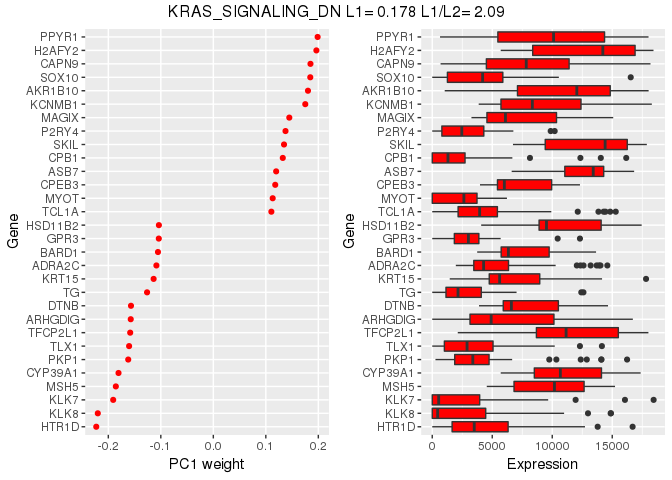 KRAS_SIGNALING_DN L1= 0.178 L1/L2= 2.09
Gene
PPYR1
H2AFY2
CAPN9
SOX10
AKR1B10
KCNMB1
MAGIX
P2RY4
SKIL
CPB1
ASB7
CPEB3
MYOT
TCL1A
HSD11B2
GPR3
BARD1
ADRA2C
KRT15
TG
DTNB
ARHGDIG
TFCP2L1
TLX1
PKP1
CYP39A1
MSH5
KLK7
KLK8
HTR1D
-0.2 -0.1 0.0 0.1 0.2
PC1 weight
Gene
PPYR1
H2AFY2
CAPN9
SOX10
AKR1B10
KCNMB1
MAGIX
P2RY4
SKIL
CPB1
ASB7
CPEB3
MYOT
TCL1A
HSD11B2
GPR3
BARD1
ADRA2C
KRT15
TG
DTNB
ARHGDIG
TFCP2L1
TLX1
PKP1
CYP39A1
MSH5
KLK7
KLK8
HTR1D
0 5000 10000 15000
Expression